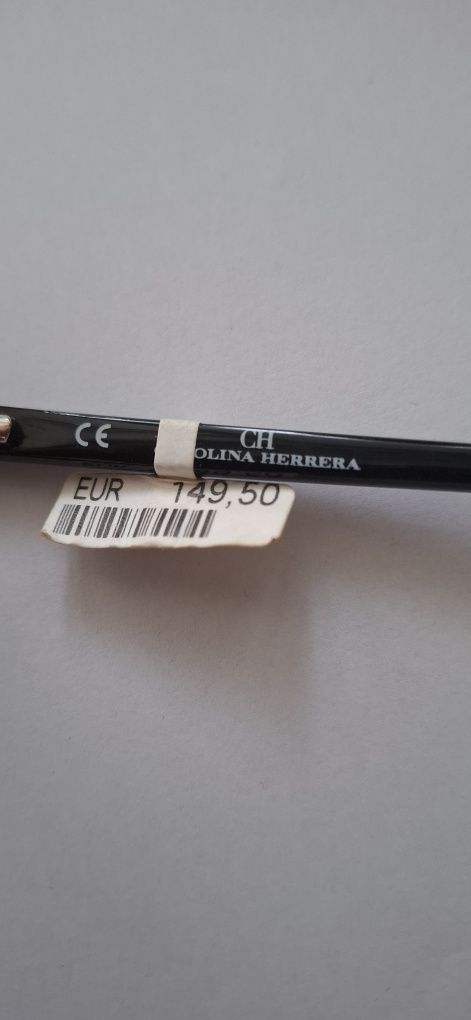 CE
CH
OLINA HERRERA
EUR 149,50